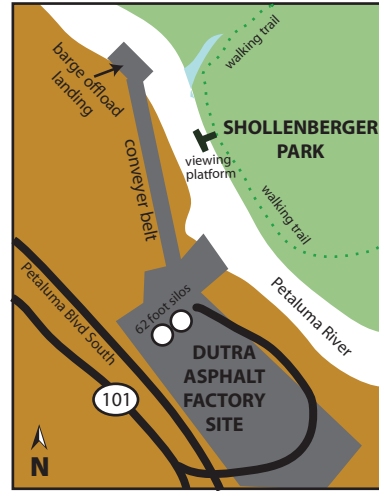 walking trail
barge offload
landing
SHOLLENBERGER
PARK
viewing
platform
conveyer belt
walking trail
Petaluma River
62 foot silos
Petaluma Blvd South
DUTRA
ASPHALT
FACTORY
SITE
101
N